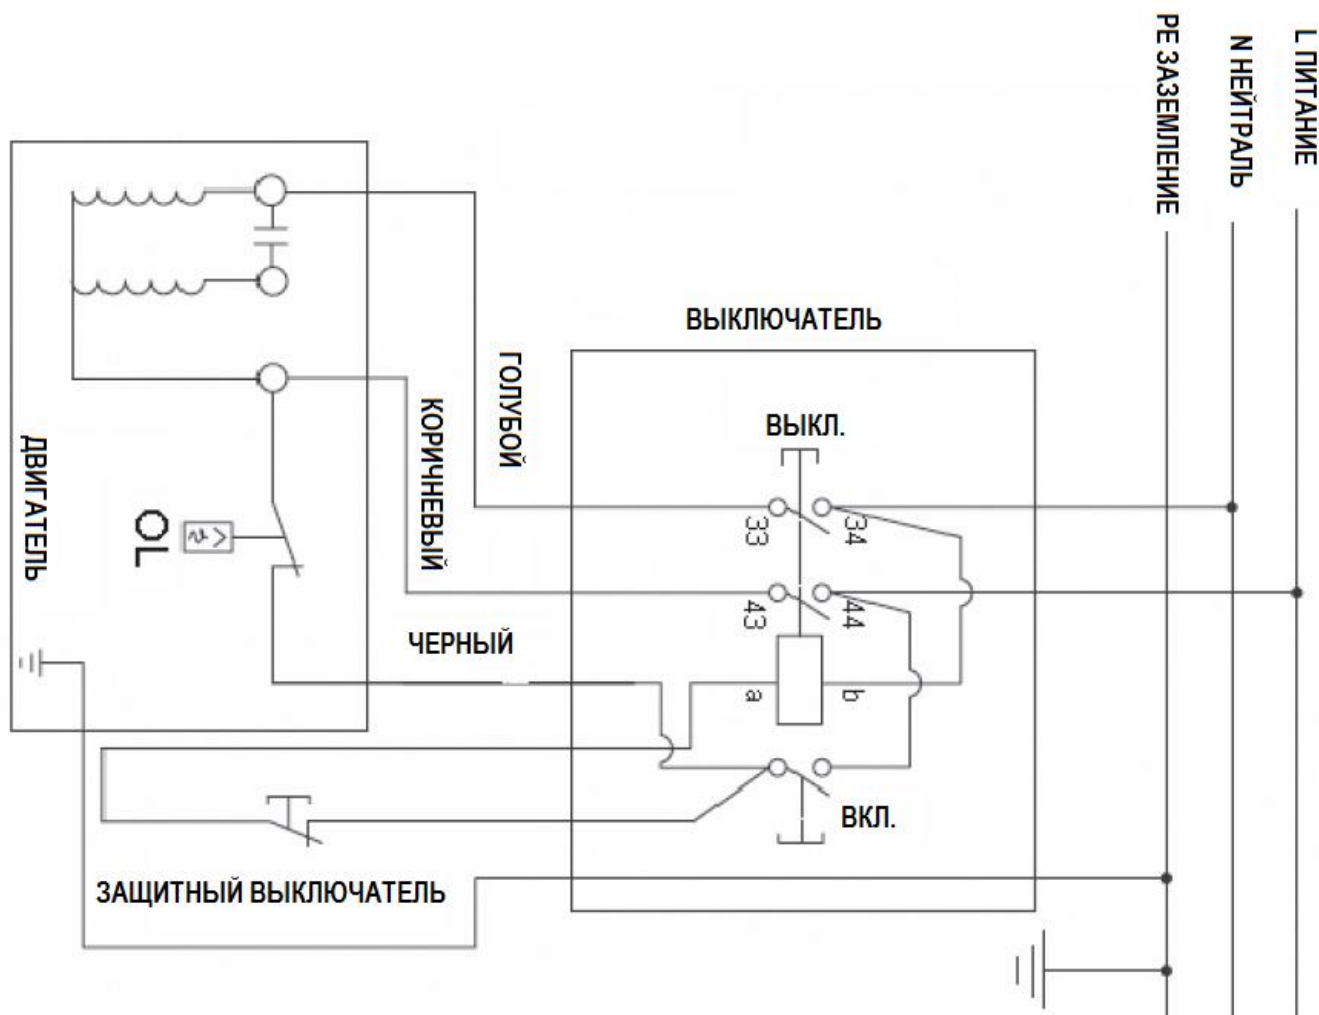 PE ЗАЗЕМЛЕНИЕ
N НЕЙТРАЛЬ
L ПИТАНИЕ
ВЫКЛЮЧАТЕЛЬ
ГОЛУБОЙ
КОРИЧНЕВЫЙ
ДВИГАТЕЛЬ
ВЫКЛ.
33
34
OL
43
44
ЧЕРНЫЙ
a
b
ВКЛ.
ЗАЩИТНЫЙ ВЫКЛЮЧАТЕЛЬ